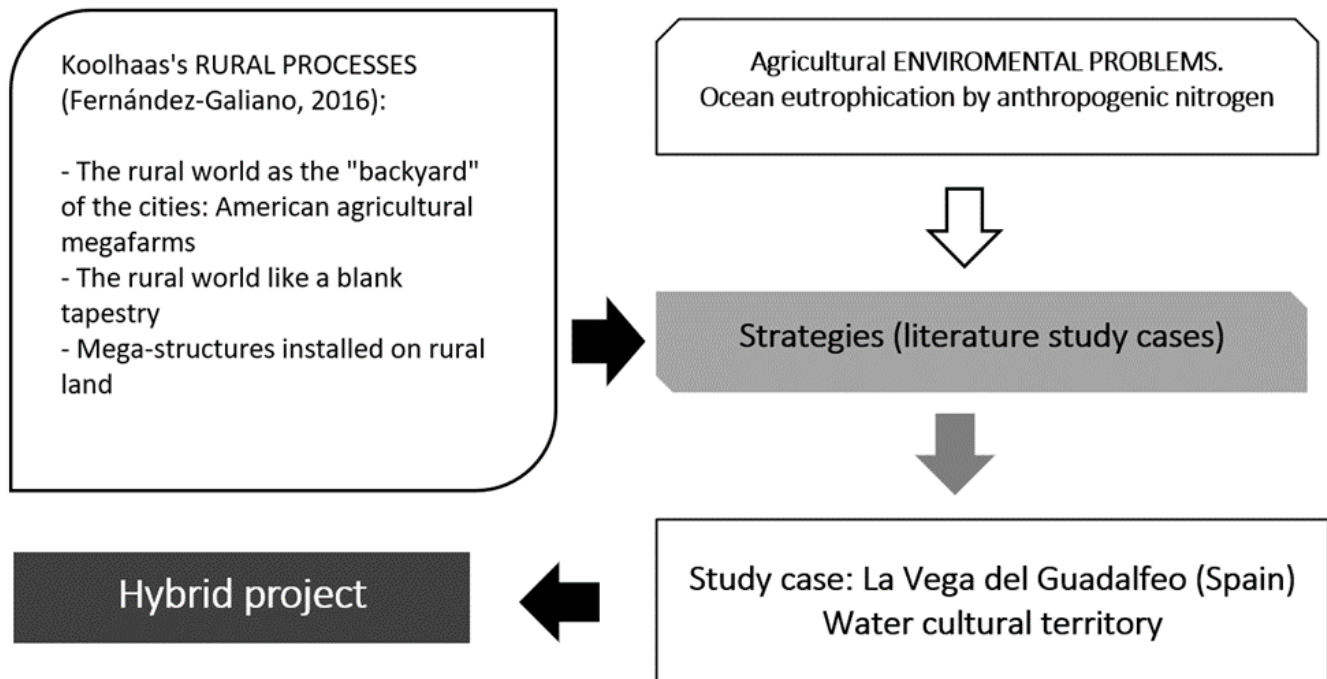 Koolhaas's RURAL PROCESSES
(Fernández-Galiano, 2016):
- The rural world as the "backyard"
of the cities: American agricultural
megafarms
- The rural world like a blank
tapestry
- Mega-structures installed on rural
land
Agricultural ENVIROMENTAL PROBLEMS.
Ocean eutrophication by anthropogenic nitrogen
Strategies (literature study cases)
Study case: La Vega del Guadalfeo (Spain)
Water cultural territory
Hybrid project